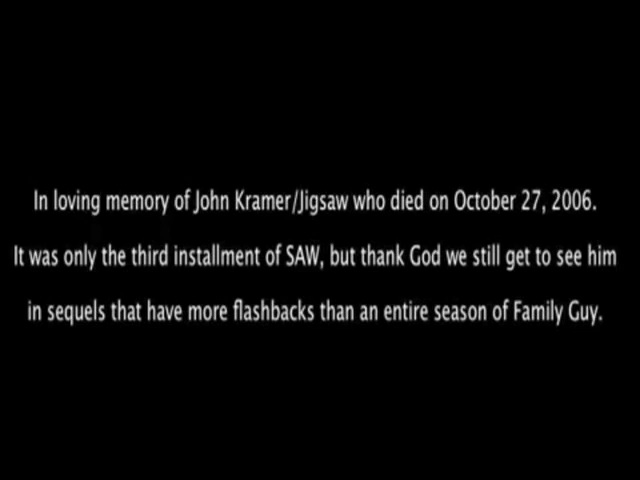 In loving memory of John Kramer/Jigsaw who died on October 27, 2006.
It was only the third installment of SAW, but thank God we still get to see him
in sequels that have more flashbacks than an entire season of Family Guy.